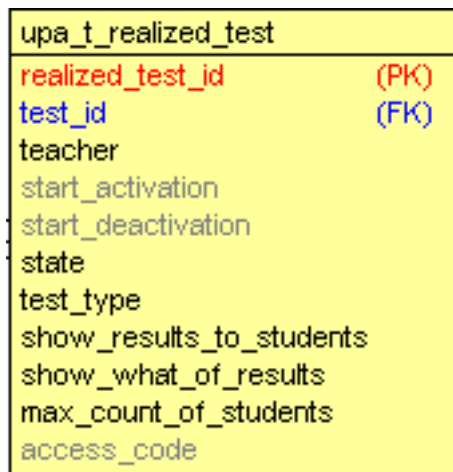 upa_t_realized_test
realized_test_id (PK)
test_id (FK)
teacher
start_activation
start_deactivation
state
test_type
show_results_to_students
show_what_of_results
max_count_of_students
access_code